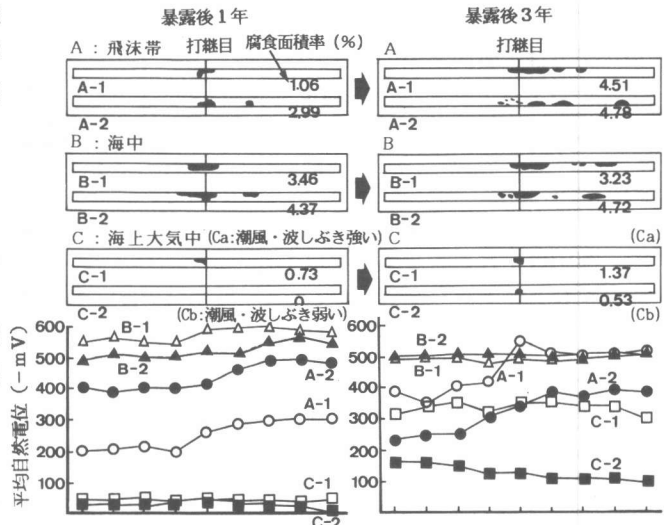 暴露後1年
暴露後3年
A:飛沫帯 打継目 腐食面積率 (%)
A 打継目
A-1 1.06
A-2 2.99
A-1 4.51
A-2 4.78
B:海中
B
B-1 3.46
B-2 4.37
B-1 3.23
B-2 4.72
C:海上大気中(Ca:潮風・波しぶき強い)
C (Ca)
C-1 0.73
C-2 0
(Cb:潮風・波しぶき弱い)
C-1 1.37
C-2 0.53
(Cb)
平均自然電位 (-mV)
600
500
400
300
200
100
B-1
B-2
A-2
A-1
C-1
C-2
600
500
400
300
200
100
B-2
B-1
A-1
A-2
C-1
C-2